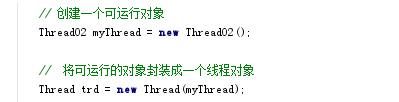 // 创建一个可运行对象
Thread02 myThread = new Thread02();
// 将可运行的对象封装成一个线程对象
Thread trd = new Thread(myThread);